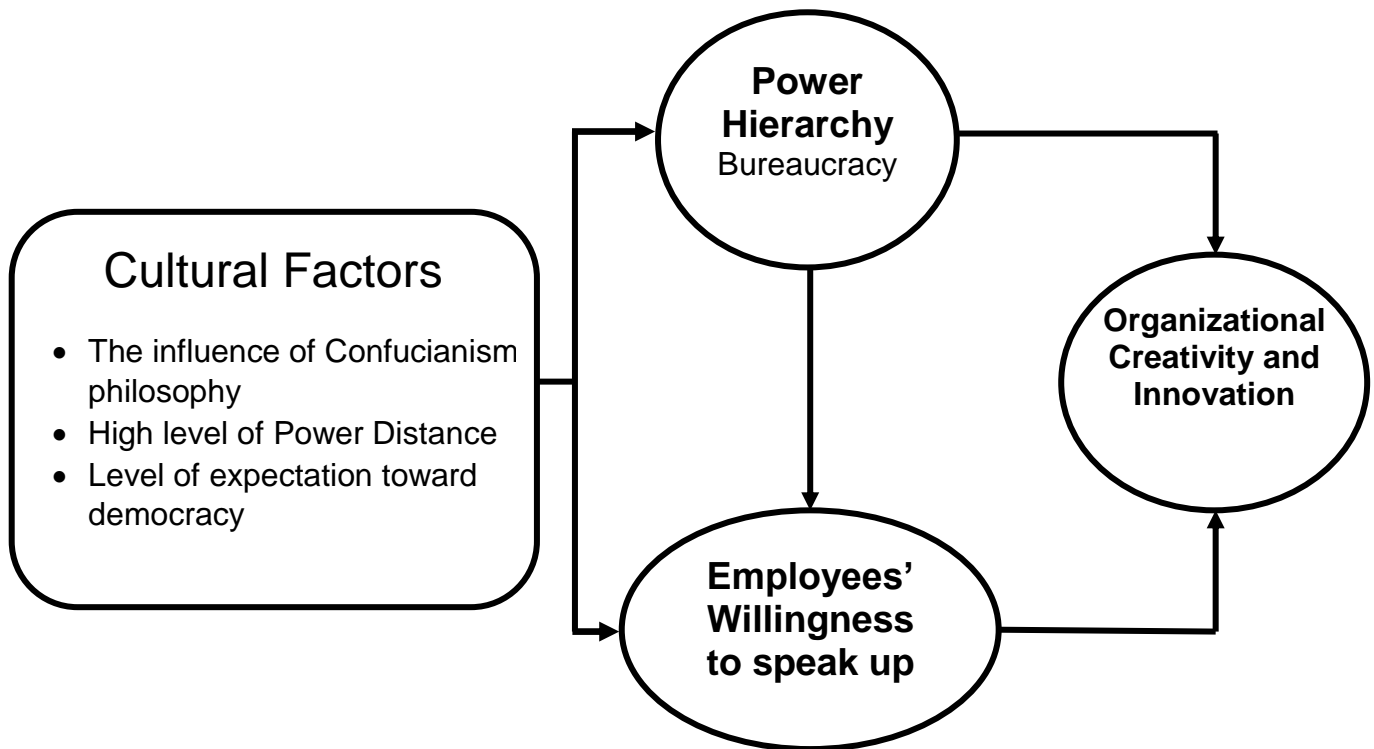 Power
Hierarchy
Bureaucracy
Cultural Factors
• The influence of Confucianism
philosophy
• High level of Power Distance
• Level of expectation toward
democracy
Organizational
Creativity and
Innovation
Employees’
Willingness
to speak up